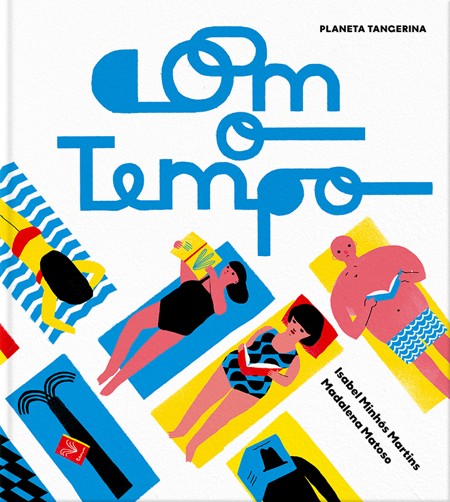 PLANETA TANGERINA
Com
o
Tempo
Isabel Minhós Martins
Madalena Matoso